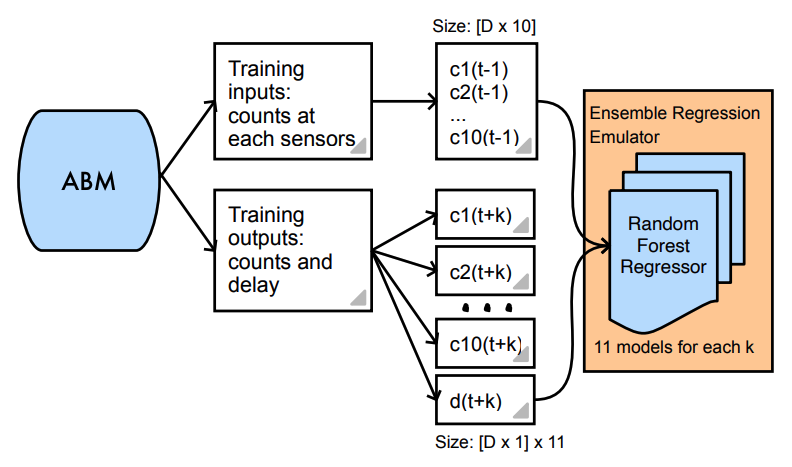 ABM
Training
inputs:
counts at
each sensors
Size: [D x 10]
c1(t-1)
c2(t-1)
...
c10(t-1)
Training
outputs:
counts and
delay
c1(t+k)
c2(t+k)
• • •
c10(t+k)
d(t+k)
Size: [D x 1] x 11
Ensemble Regression
Emulator
Random
Forest
Regressor
11 models for each k